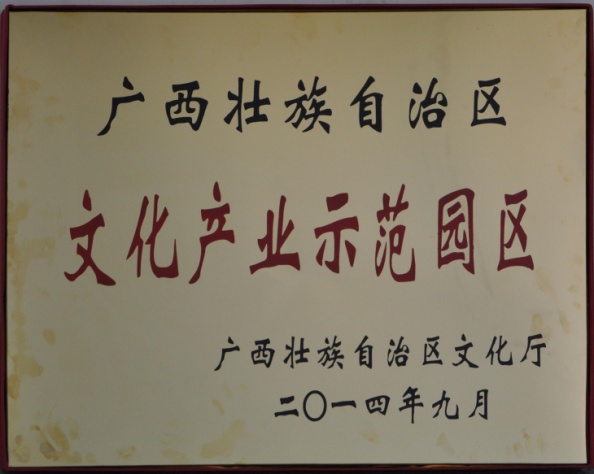 广西壮族自治区
文化产业示范园区
广西壮族自治区文化厅
二〇一四年九月